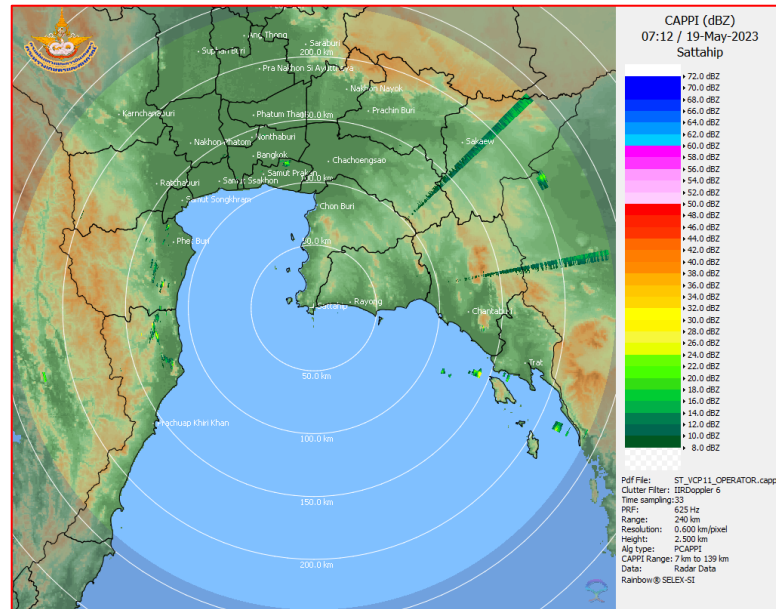 CAPPI (dBZ)
07:12 / 19-May-2023
Sattahip
72.0 dBZ
70.0 dBZ
68.0 dBZ
66.0 dBZ
64.0 dBZ
62.0 dBZ
60.0 dBZ
58.0 dBZ
56.0 dBZ
54.0 dBZ
52.0 dBZ
50.0 dBZ
48.0 dBZ
46.0 dBZ
44.0 dBZ
42.0 dBZ
40.0 dBZ
38.0 dBZ
36.0 dBZ
34.0 dBZ
32.0 dBZ
30.0 dBZ
28.0 dBZ
26.0 dBZ
24.0 dBZ
22.0 dBZ
20.0 dBZ
18.0 dBZ
16.0 dBZ
14.0 dBZ
12.0 dBZ
10.0 dBZ
8.0 dBZ
Pdf File: ST_VCP11_OPERATOR.capp
Clutter Filter: IIRDoppler 6
Time sampling:33
PRF: 625 Hz
Range: 240 km
Resolution: 0.600 km/pixel
Height: 2.500 km
Alg type: PCAPPI
CAPPI Range: 7 km to 139 km
Data: Radar Data
Rainbow® SELEX-SI
Ang Thong
Saraburi
Suphan Buri
200.0 km
Pra Nakhon Si Ayutthaya
Nakhon Nayok
Karnchanaburi
Phatum Thani
Prachin Buri
Nakhon Phatom
Nonthaburi
Sakaew
Bangkok
Chachoengsao
Samut Prakan
Ratchaburi
Samut Ssakhon
Samut Songkhram
Chon Buri
Phet Buri
Rayong
Sattahip
Chantaburi
Trat
50.0 km
Prachuap Khiri Khan
100.0 km
150.0 km
200.0 km